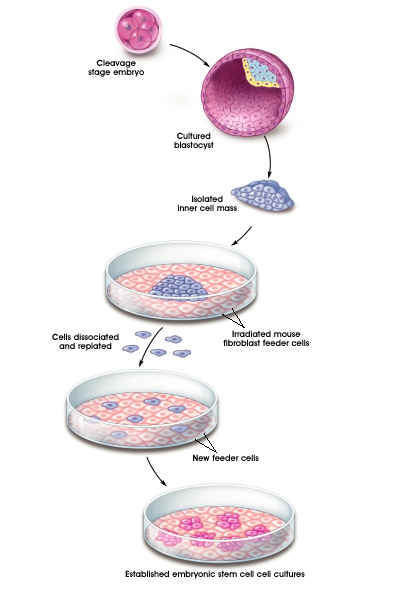 Cleavage
stage embryo
Cultured
blastocyst
Isolated
inner cell mass
Irradiated mouse
fibroblast feeder cells
Cells dissociated
and replated
New feeder cells
Established embryonic stem cell cell cultures